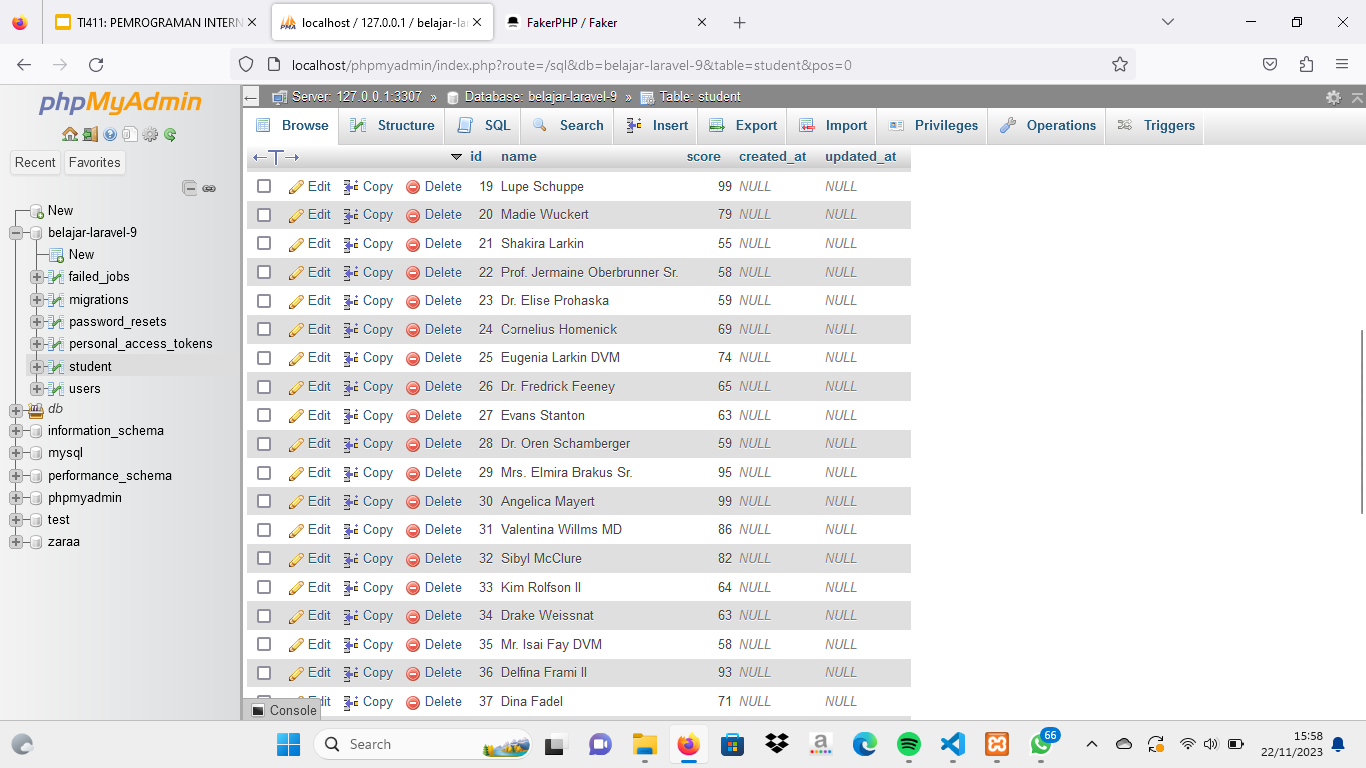 TI411: PEMROGRAMAN INTERN
localhost / 127.0.0.1 / belajar-la
FakerPHP / Faker
localhost/phpmyadmin/index.php?route=/sql&db=belajar-laravel-9&table=student&pos=0
phpMyAdmin
Recent Favorites
New
belajar-laravel-9
New
failed_jobs
migrations
password_resets
personal_access_tokens
student
users
db
information_schema
mysql
performance_schema
phpmyadmin
test
zaraa
Server: 127.0.0.1:3307 » Database: belajar-laravel-9 » Table: student
Browse Structure SQL Search Insert Export Import Privileges Operations Triggers
id name score created_at updated_at
Edit Copy Delete 19 Lupe Schuppe 99 NULL NULL
Edit Copy Delete 20 Madie Wuckert 79 NULL NULL
Edit Copy Delete 21 Shakira Larkin 55 NULL NULL
Edit Copy Delete 22 Prof. Jermaine Oberbrunner Sr. 58 NULL NULL
Edit Copy Delete 23 Dr. Elise Prohaska 59 NULL NULL
Edit Copy Delete 24 Cornelius Homenick 69 NULL NULL
Edit Copy Delete 25 Eugenia Larkin DVM 74 NULL NULL
Edit Copy Delete 26 Dr. Fredrick Feeney 65 NULL NULL
Edit Copy Delete 27 Evans Stanton 63 NULL NULL
Edit Copy Delete 28 Dr. Oren Schamberger 59 NULL NULL
Edit Copy Delete 29 Mrs. Elmira Brakus Sr. 95 NULL NULL
Edit Copy Delete 30 Angelica Mayert 99 NULL NULL
Edit Copy Delete 31 Valentina Willms MD 86 NULL NULL
Edit Copy Delete 32 Sibyl McClure 82 NULL NULL
Edit Copy Delete 33 Kim Rolfson II 64 NULL NULL
Edit Copy Delete 34 Drake Weissnat 63 NULL NULL
Edit Copy Delete 35 Mr. Isai Fay DVM 58 NULL NULL
Edit Copy Delete 36 Delfina Frami II 93 NULL NULL
Edit Copy Delete 37 Dina Fadel 71 NULL NULL
Console
Search
66
15:58
22/11/2023